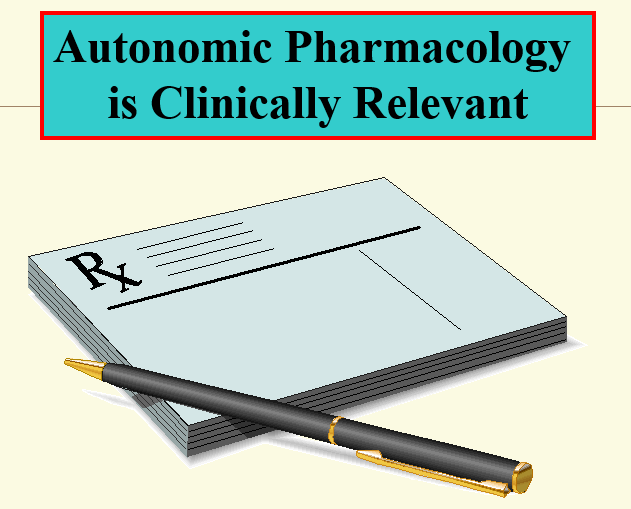 Autonomic Pharmacology
is Clinically Relevant
Rx